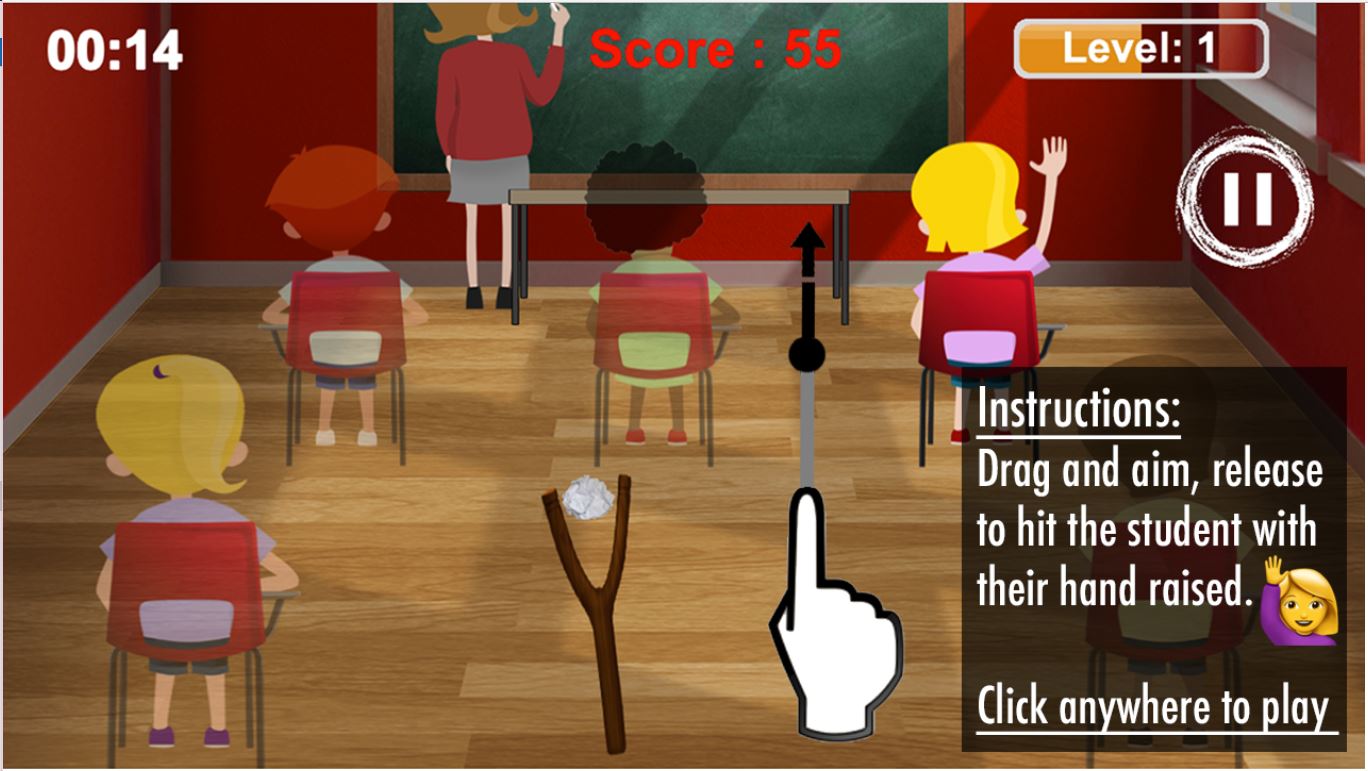 00:14
Score : 55
Level: 1
Instructions:
Drag and aim, release
to hit the student with
their hand raised.
Click anywhere to play